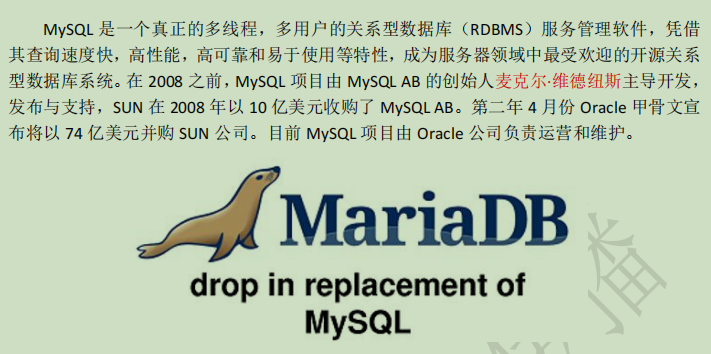 MySQL 是一个真正的多线程，多用户的关系型数据库（RDBMS）服务管理软件，凭借
其查询速度快，高性能，高可靠和易于使用等特性，成为服务器领域中最受欢迎的开源关系
型数据库系统。在 2008 之前，MySQL 项目由 MySQL AB 的创始人麦克尔·维德纽斯主导开发，
发布与支持，SUN 在 2008 年以 10 亿美元收购了 MySQL AB。第二年 4 月份 Oracle 甲骨文宣
布将以 74 亿美元并购 SUN 公司。目前 MySQL 项目由 Oracle 公司负责运营和维护。
MariaDB
drop in replacement of
MySQL
播